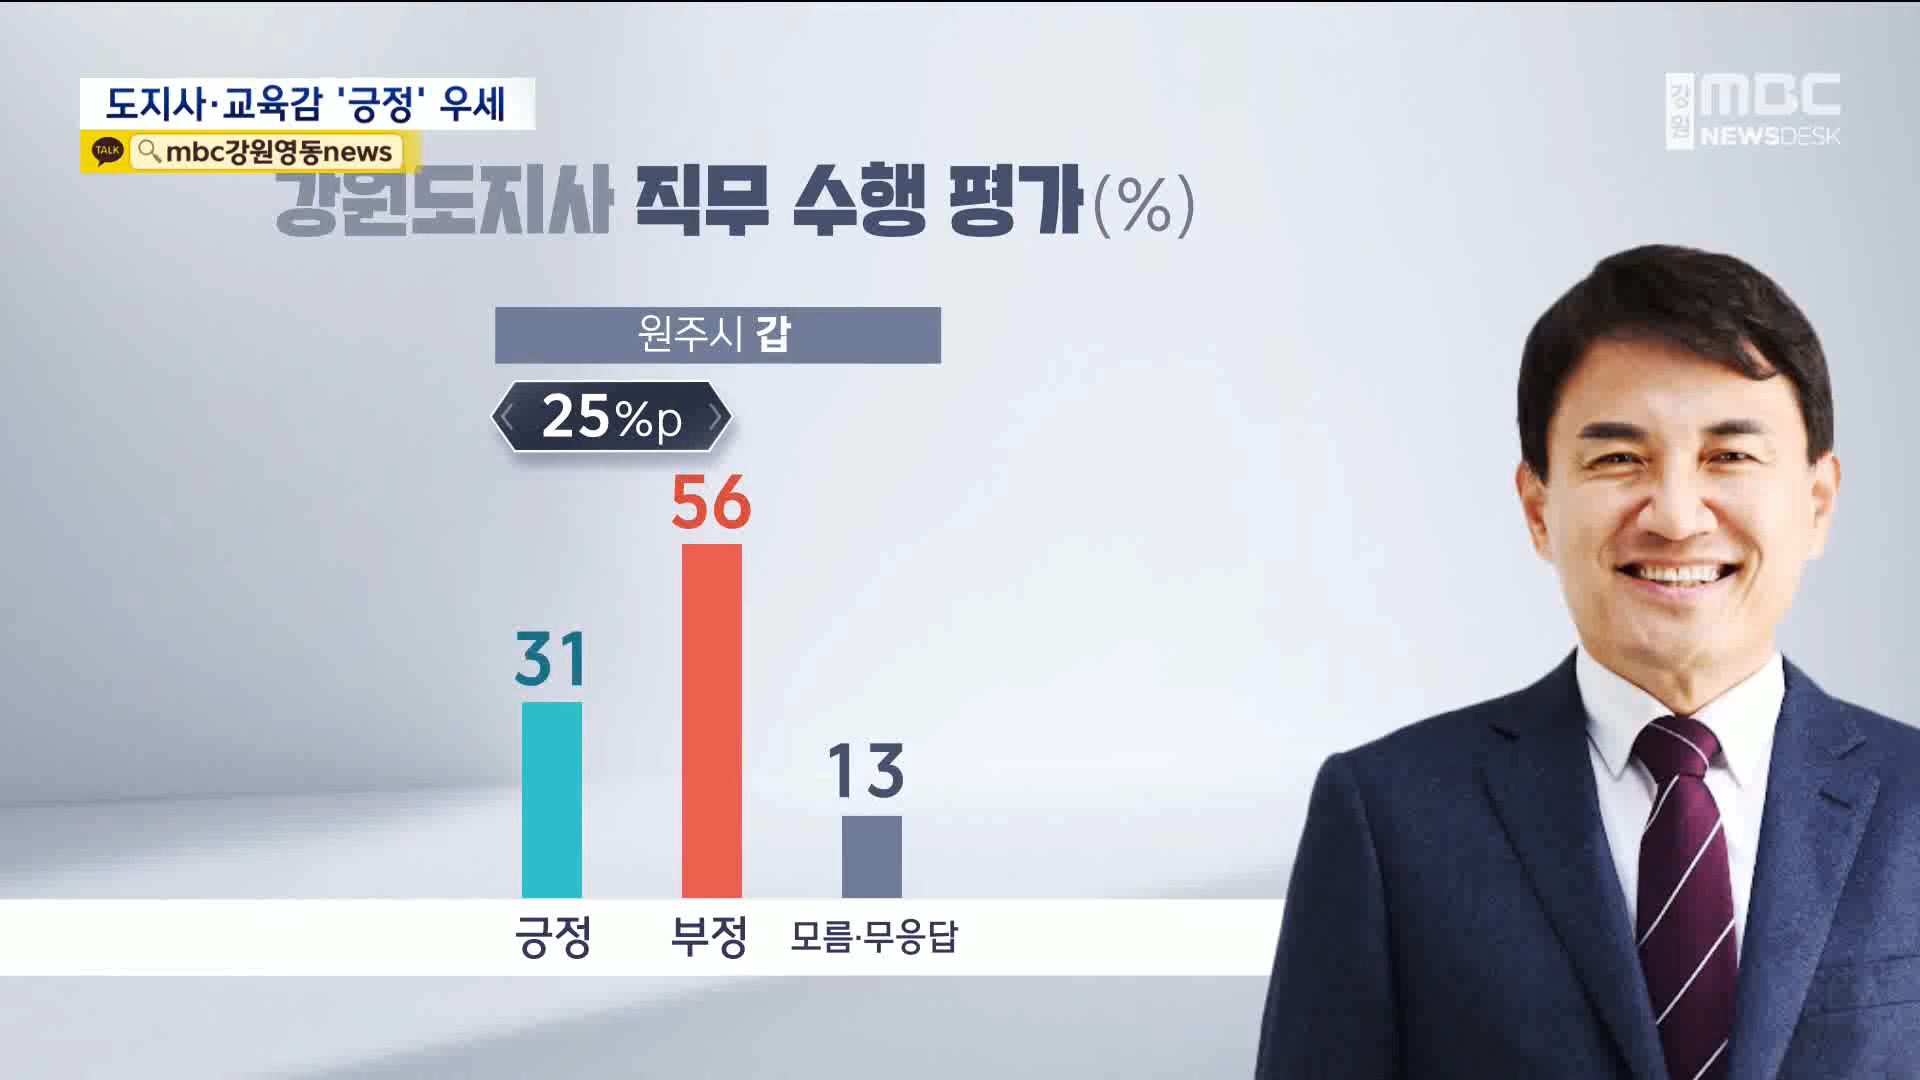 도지사·교육감 '긍정' 우세
TALK mbc강원영동news
강원 MBC
NEWSDESK
강원도지사 직무 수행 평가(%)
원주시 갑
25%p
56
31
13
긍정 부정 모름·무응답